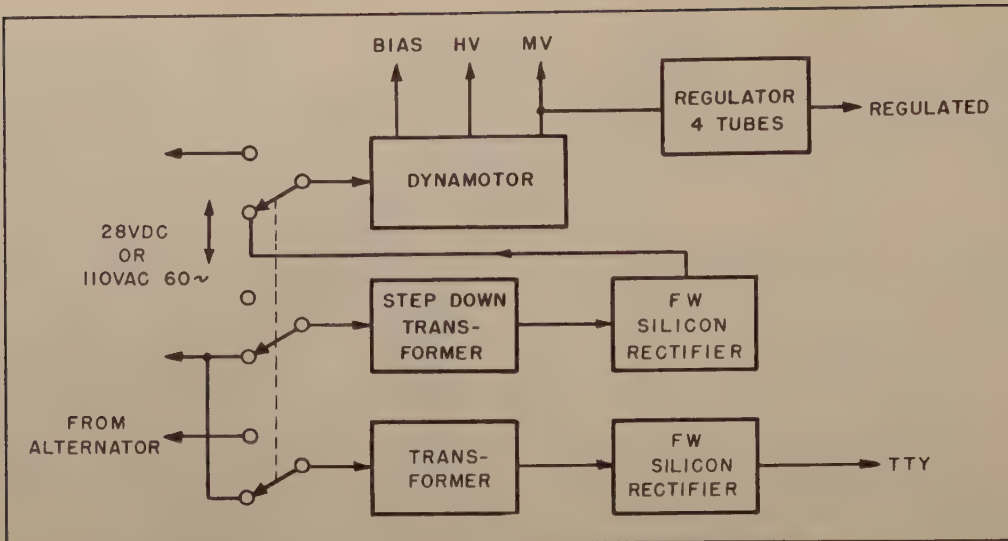 BIAS HV MV
REGULATOR
4 TUBES
REGULATED
DYNAMOTOR
28VDC
OR
110VAC 60~
STEP DOWN
TRANS-
FORMER
FW
SILICON
RECTIFIER
FROM
ALTERNATOR
TRANS-
FORMER
FW
SILICON
RECTIFIER
TTY